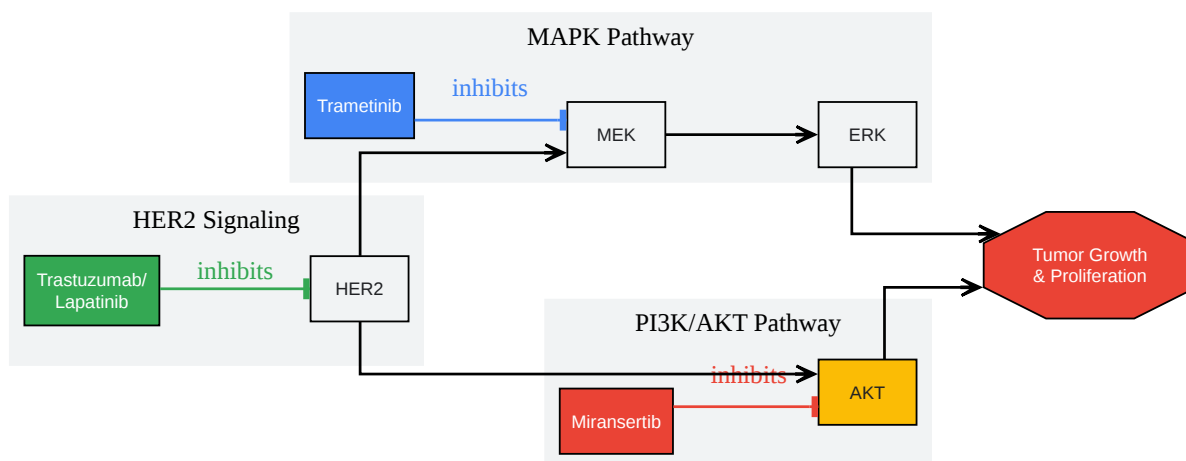 MAPK Pathway
Trametinib
inhibits
MEK
ERK
HER2 Signaling
Trastuzumab/
Lapatinib
inhibits
HER2
Tumor Growth
& Proliferation
PI3K/AKT Pathway
inhibits
Miransertib
AKT